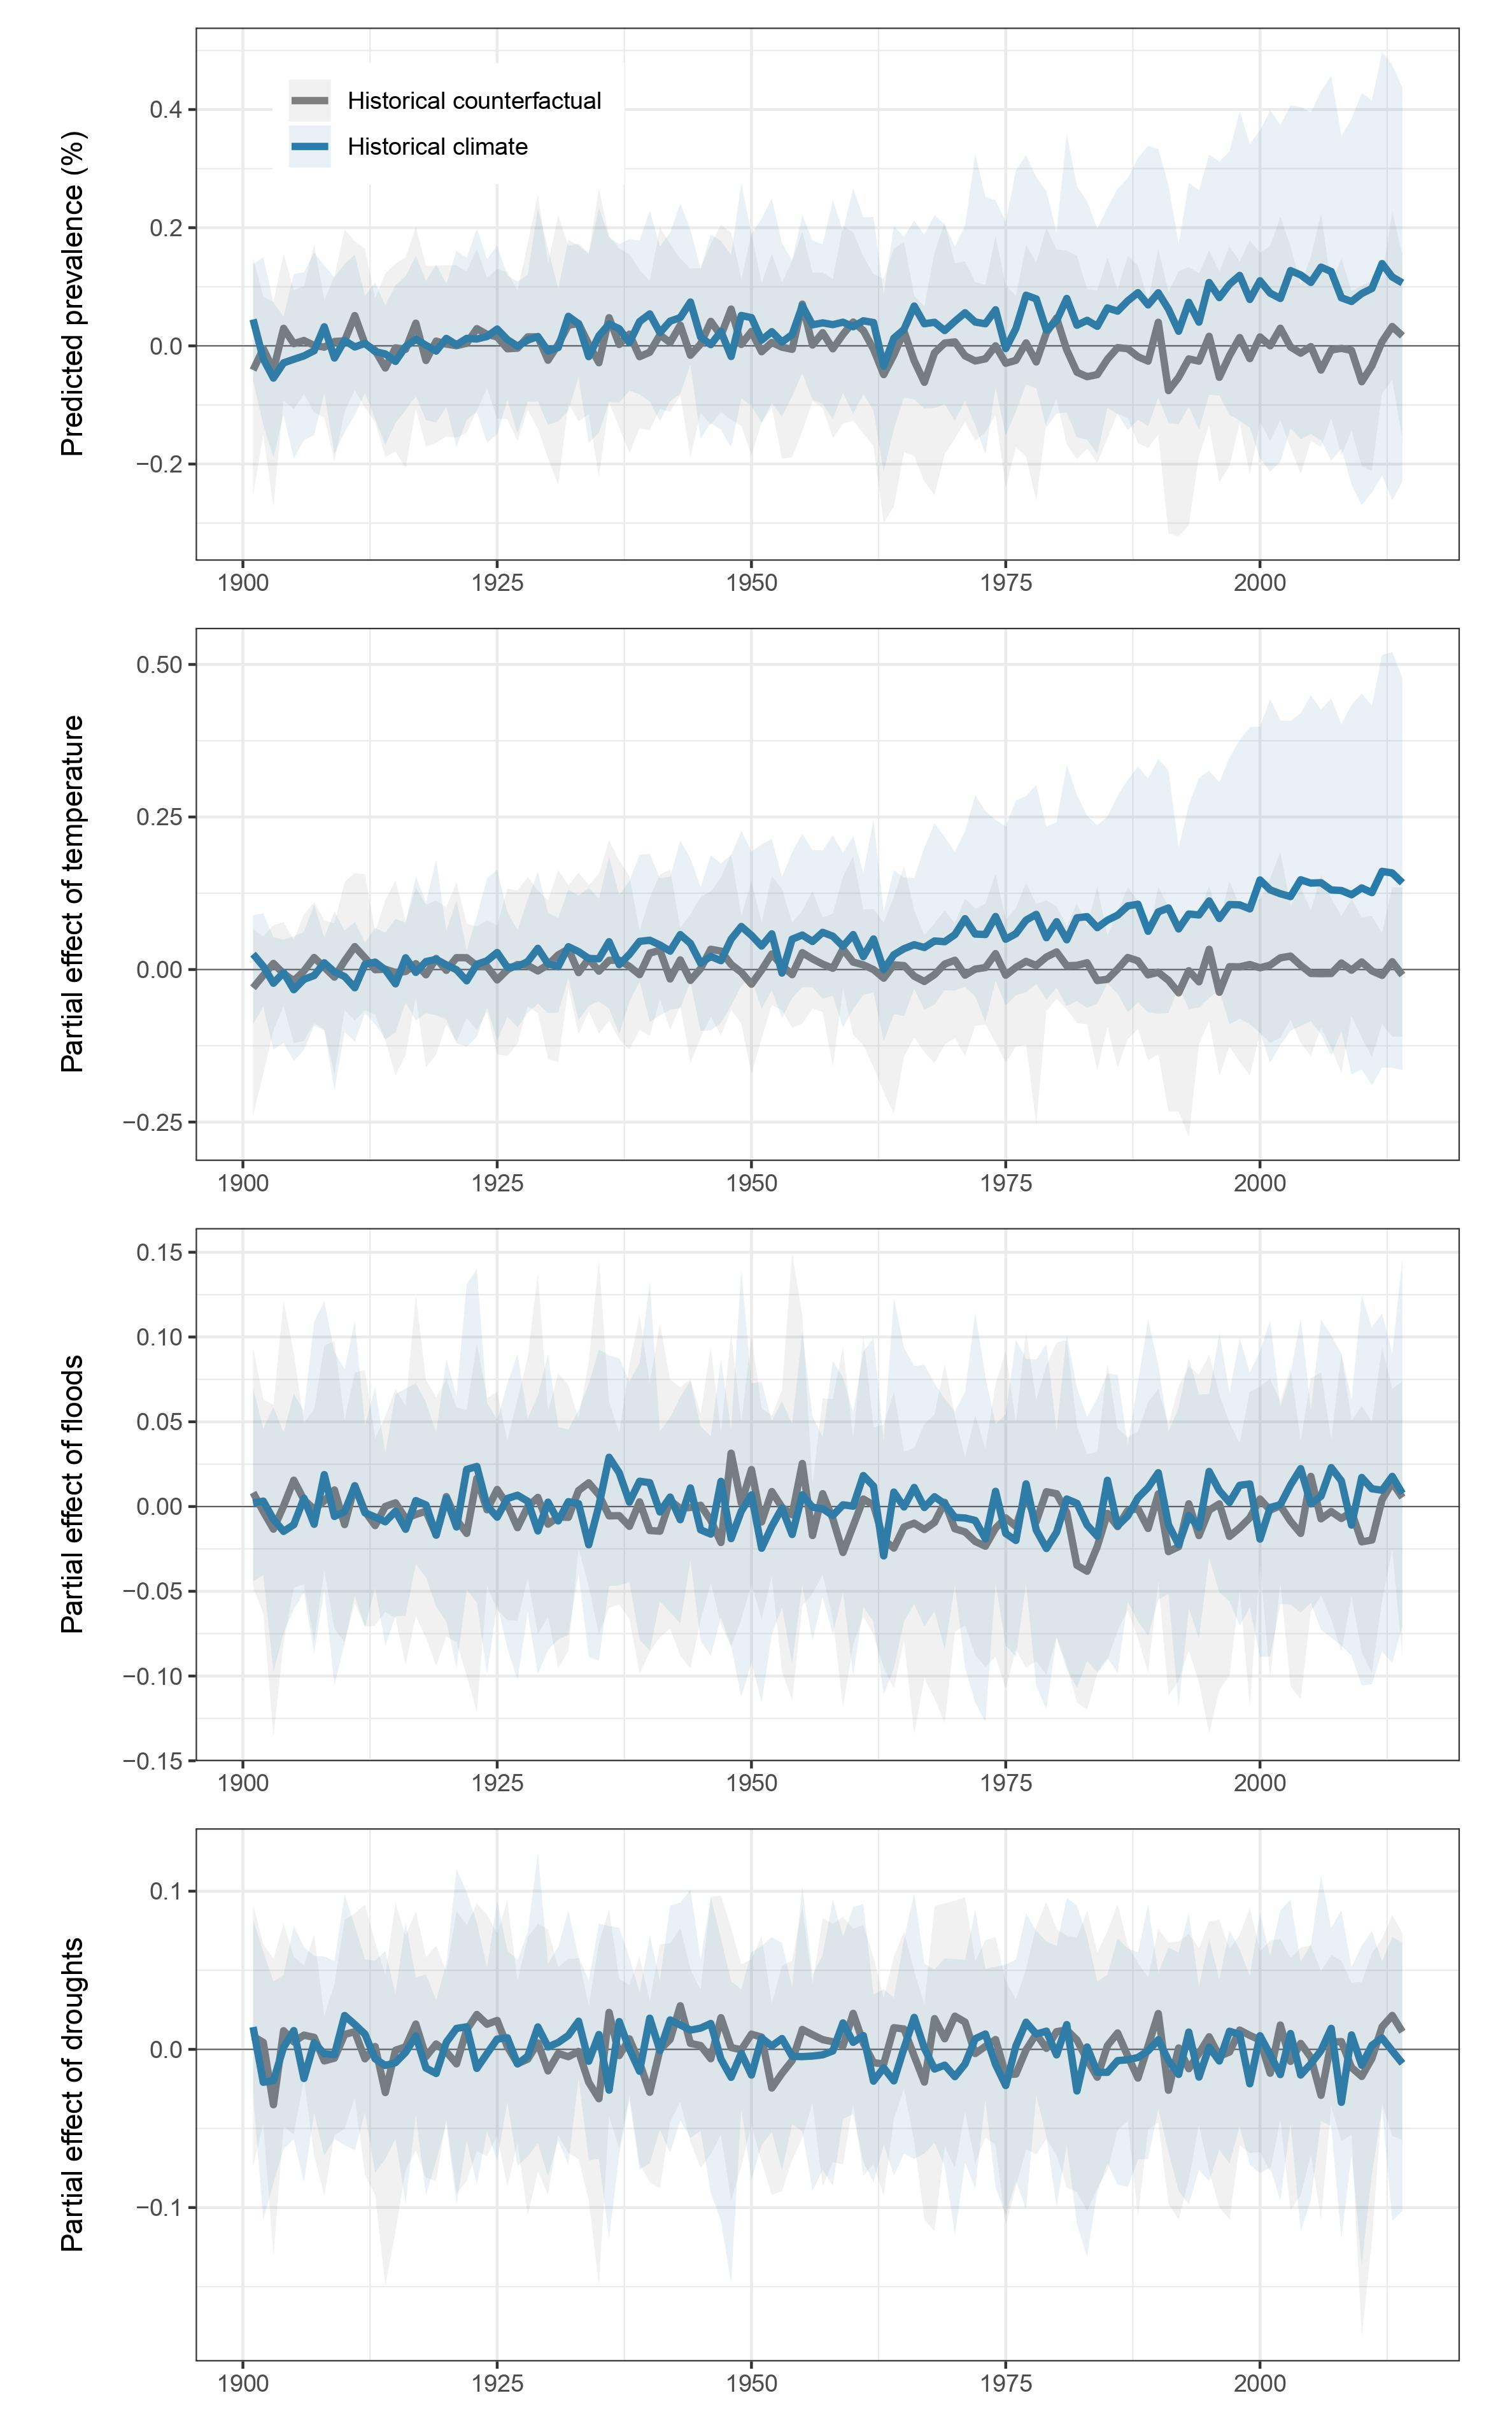 Predicted prevalence (%)
Historical counterfactual
Historical climate
0.4
0.2
0.0
−0.2
1900 1925 1950 1975 2000
Partial effect of temperature
0.50
0.25
0.00
−0.25
1900 1925 1950 1975 2000
Partial effect of floods
0.15
0.10
0.05
0.00
−0.05
−0.10
−0.15
1900 1925 1950 1975 2000
Partial effect of droughts
0.1
0.0
−0.1
1900 1925 1950 1975 2000